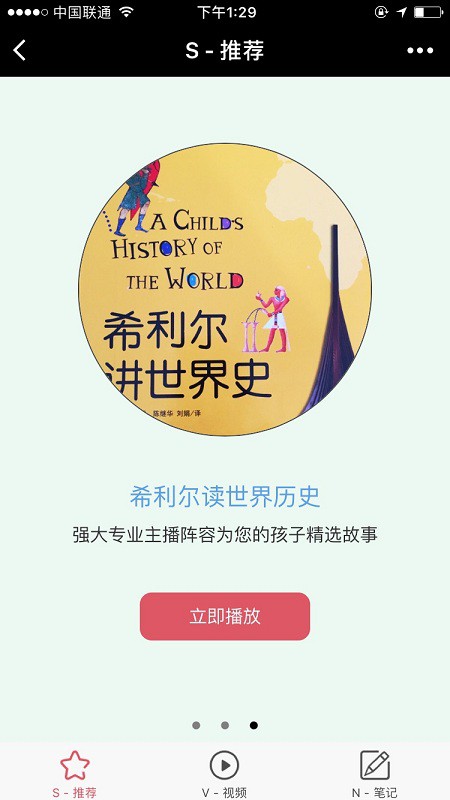 中国联通
下午1:29
S - 推荐
A CHILD'S
HISTORY OF
THE WORLD
希利尔
讲世界史
陈继华 刘娟/译
希利尔读世界历史
强大专业主播阵容为您的孩子精选故事
立即播放
S - 推荐
V - 视频
N - 笔记